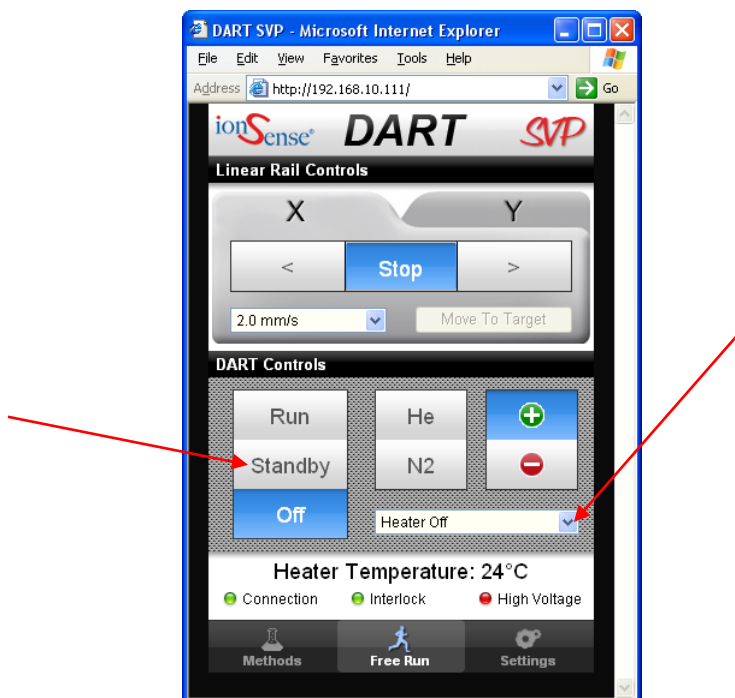 DART SVP - Microsoft Internet Explorer
File Edit View Favorites Tools Help
Address http://192.168.10.111/ Go
ionSense® DART SVP
Linear Rail Controls
X Y
< Stop >
2.0 mm/s Move To Target
DART Controls
Run He
Standby N2
Off Heater Off
Heater Temperature: 24°C
Connection Interlock High Voltage
Methods Free Run Settings